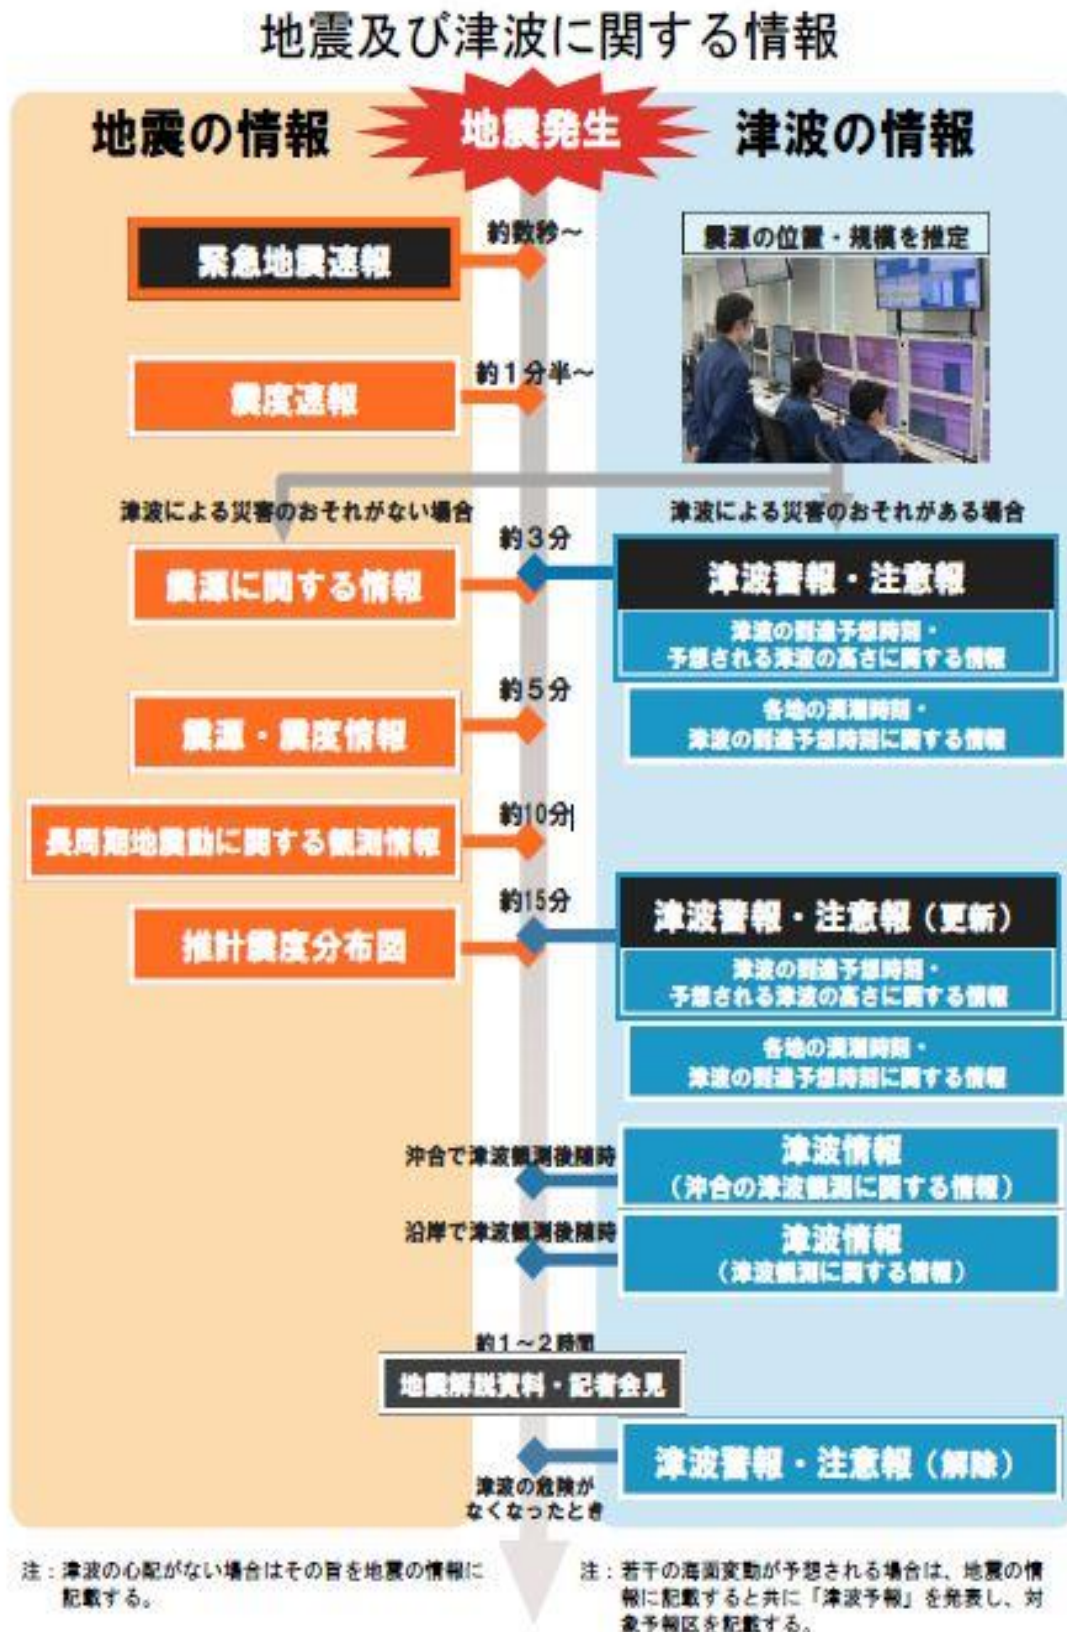 地震及び津波に関する情報
地震の情報
地震発生
津波の情報
約数秒~
緊急地震速報
震源の位置・規模を推定
約1分半~
震度速報
津波による災害のおそれがない場合
津波による災害のおそれがある場合
約3分
震源に関する情報
津波警報・注意報
津波の到達予想時刻・
予想される津波の高さに関する情報
約5分
震源・震度情報
各地の満潮時刻・
津波の到達予想時刻に関する情報
約10分
長周期地震動に関する観測情報
約15分
推計震度分布図
津波警報・注意報(更新)
津波の到達予想時刻・
予想される津波の高さに関する情報
各地の満潮時刻・
津波の到達予想時刻に関する情報
沖合で津波観測後随時
津波情報
(沖合の津波観測に関する情報)
沿岸で津波観測後随時
津波情報
(津波観測に関する情報)
約1~2時間
地震解説資料・記者会見
津波警報・注意報(解除)
津波の危険が
なくなったとき
注:津波の心配がない場合はその旨を地震の情報に
記載する。
注:若干の海面変動が予想される場合は、地震の情
報に記載すると共に「津波予報」を発表し、対
象予報区を記載する。